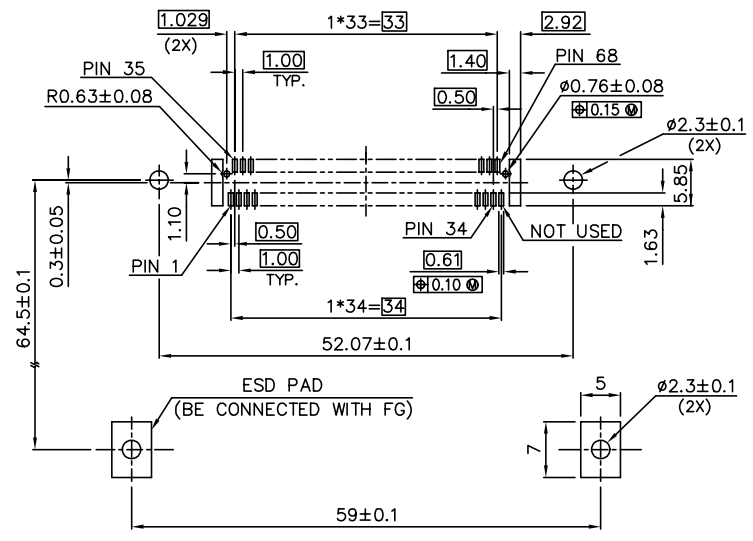 1.029
(2X)
1*33=33
2.92
PIN 35
1.00
TYP.
1.40
PIN 68
R0.63±0.08
0.50
ø0.76±0.08
⌖ 0.15 Ⓜ
ø2.3±0.1
(2X)
5.85
1.63
0.3±0.05
1.10
64.5±0.1
PIN 1
0.50
1.00
TYP.
PIN 34
NOT USED
0.61
⌖ 0.10 Ⓜ
1*34=34
52.07±0.1
ESD PAD
(BE CONNECTED WITH FG)
5
7
ø2.3±0.1
(2X)
59±0.1